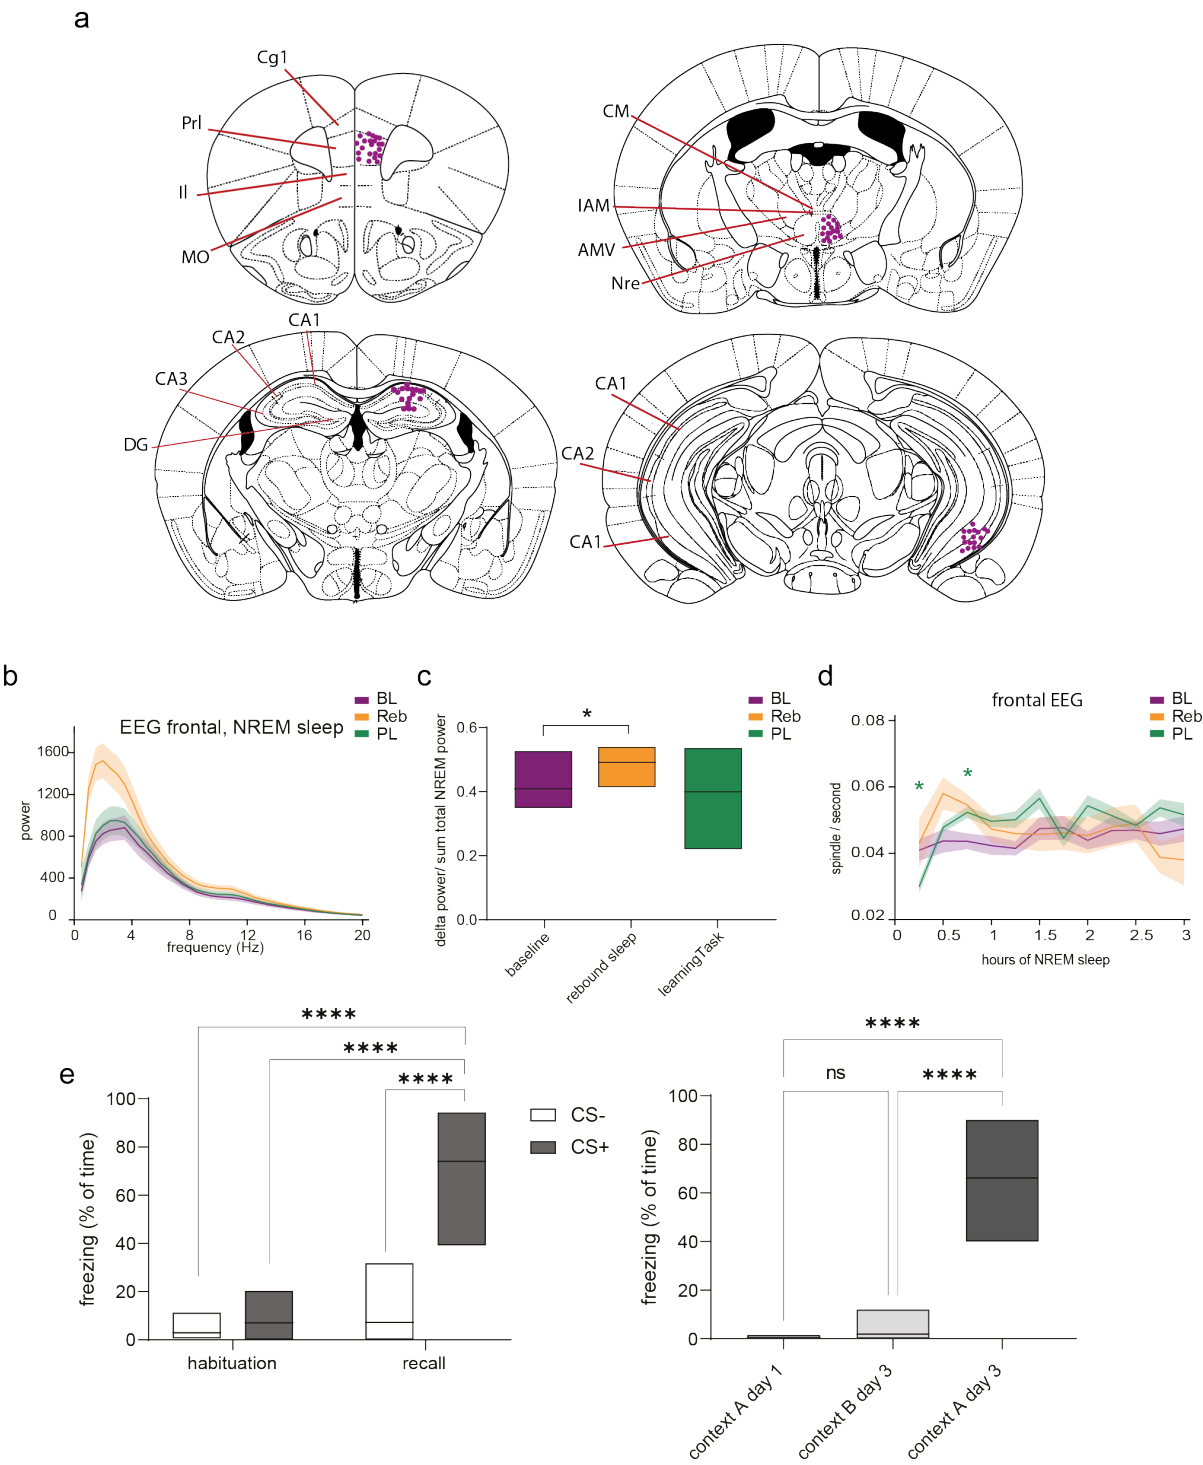 a
Cg1
Prl
Il
MO
CM
IAM
AMV
Nre
CA1
CA2
CA3
DG
CA1
CA2
CA1
b
EEG frontal, NREM sleep
BL
Reb
PL
power
1600
1200
800
400
0
0 4 8 12 16 20
frequency (Hz)
c
BL
Reb
PL
delta power/ sum total NREM power
0.6
0.4
0.2
0.0
*
baseline
rebound sleep
learningTask
d
frontal EEG
BL
Reb
PL
spindle / second
0.08
0.06
0.04
0.02
* *
0 0.5 1 1.5 2 2.5 3
hours of NREM sleep
e
****
****
****
freezing (% of time)
100
80
60
40
20
0
habituation recall
CS-
CS+
****
ns ****
freezing (% of time)
100
80
60
40
20
0
context A day 1
context B day 3
context A day 3